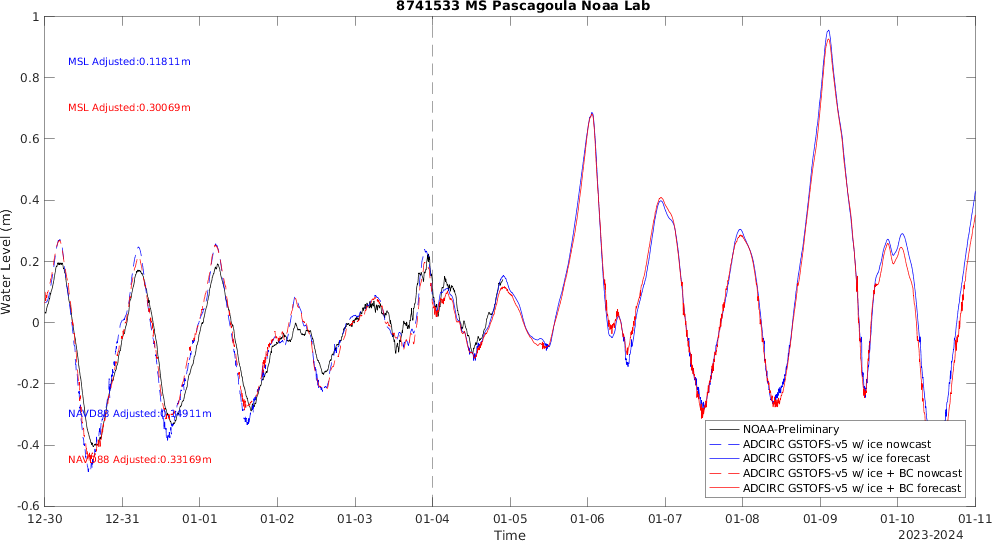 8741533 MS Pascagoula Noaa Lab
1
0.8
0.6
0.4
0.2
0
-0.2
-0.4
-0.6
Water Level (m)
MSL Adjusted:0.11811m
MSL Adjusted:0.30069m
NAVD88 Adjusted:0.34911m
NAVD88 Adjusted:0.33169m
NOAA-Preliminary
ADCIRC GSTOFS-v5 w/ ice nowcast
ADCIRC GSTOFS-v5 w/ ice forecast
ADCIRC GSTOFS-v5 w/ ice + BC nowcast
ADCIRC GSTOFS-v5 w/ ice + BC forecast
12-30 12-31 01-01 01-02 01-03 01-04 01-05 01-06 01-07 01-08 01-09 01-10 01-11
Time
2023-2024